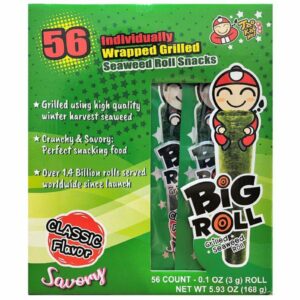 56
Individually
Wrapped Grilled
Seaweed Roll Snacks
Grilled using high quality
winter harvest seaweed
Crunchy & Savory:
Perfect snacking food
Over 1.4 Billion rolls served
worldwide since launch
CLASSIC
Flavor
Savory
BIG
ROLL
Grilled
Seaweed
Roll
56 COUNT - 0.1 OZ (3 g) ROLL
NET WT 5.93 OZ (168 g)